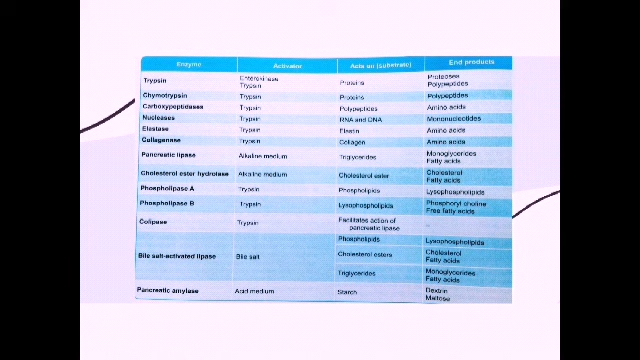 Enzyme Activator Acts on (substrate) End products
Trypsin Enterokinase Trypsin Proteins Proteoses Polypeptides
Chymotrypsin Trypsin Proteins Polypeptides
Carboxypeptidases Trypsin Polypeptides Amino acids
Nucleases Trypsin RNA and DNA Mononucleotides
Elastase Trypsin Elastin Amino acids
Collagenase Trypsin Collagen Amino acids
Pancreatic lipase Alkaline medium Triglycerides Monoglycerides Fatty acids
Cholesterol ester hydrolase Alkaline medium Cholesterol ester Cholesterol Fatty acids
Phospholipase A Trypsin Phospholipids Lysophospholipids
Phospholipase B Trypsin Lysophospholipids Phosphoryl choline Free fatty acids
Colipase Trypsin Facilitates action of pancreatic lipase –
Bile salt-activated lipase Bile salt Phospholipids Lysophospholipids
Cholesterol esters Cholesterol Fatty acids
Triglycerides Monoglycerides Fatty acids
Pancreatic amylase Acid medium Starch Dextrin Maltose